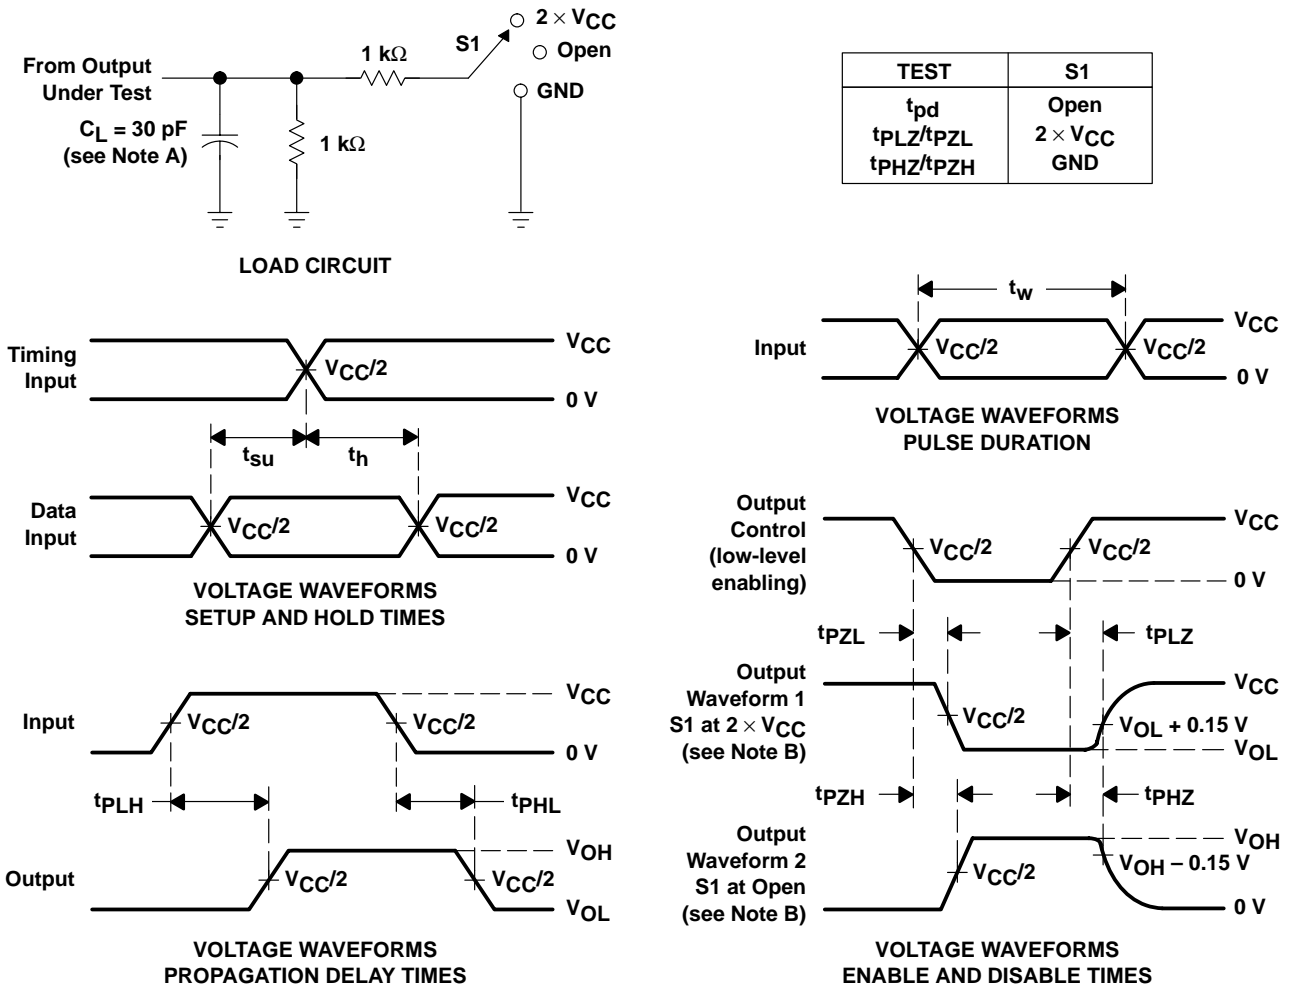 2 × VCC
S1
Open
1 kΩ
GND
From Output
Under Test
CL = 30 pF
(see Note A)
1 kΩ
LOAD CIRCUIT
TEST S1
tpd Open
tPLZ/tPZL 2 × VCC
tPHZ/tPZH GND
Timing
Input
VCC/2
VCC
0 V
tsu
th
Data
Input
VCC/2
VCC/2
VCC
0 V
VOLTAGE WAVEFORMS
SETUP AND HOLD TIMES
tw
Input
VCC/2
VCC/2
VCC
0 V
VOLTAGE WAVEFORMS
PULSE DURATION
Input
VCC/2
VCC/2
VCC
0 V
tPLH
tPHL
Output
VCC/2
VCC/2
VOH
VOL
VOLTAGE WAVEFORMS
PROPAGATION DELAY TIMES
Output
Control
(low-level
enabling)
VCC/2
VCC/2
VCC
0 V
tPZL
tPLZ
Output
Waveform 1
S1 at 2 × VCC
(see Note B)
VCC/2
VCC
VOL + 0.15 V
VOL
tPZH
tPHZ
Output
Waveform 2
S1 at Open
(see Note B)
VCC/2
VOH
VOH − 0.15 V
0 V
VOLTAGE WAVEFORMS
ENABLE AND DISABLE TIMES